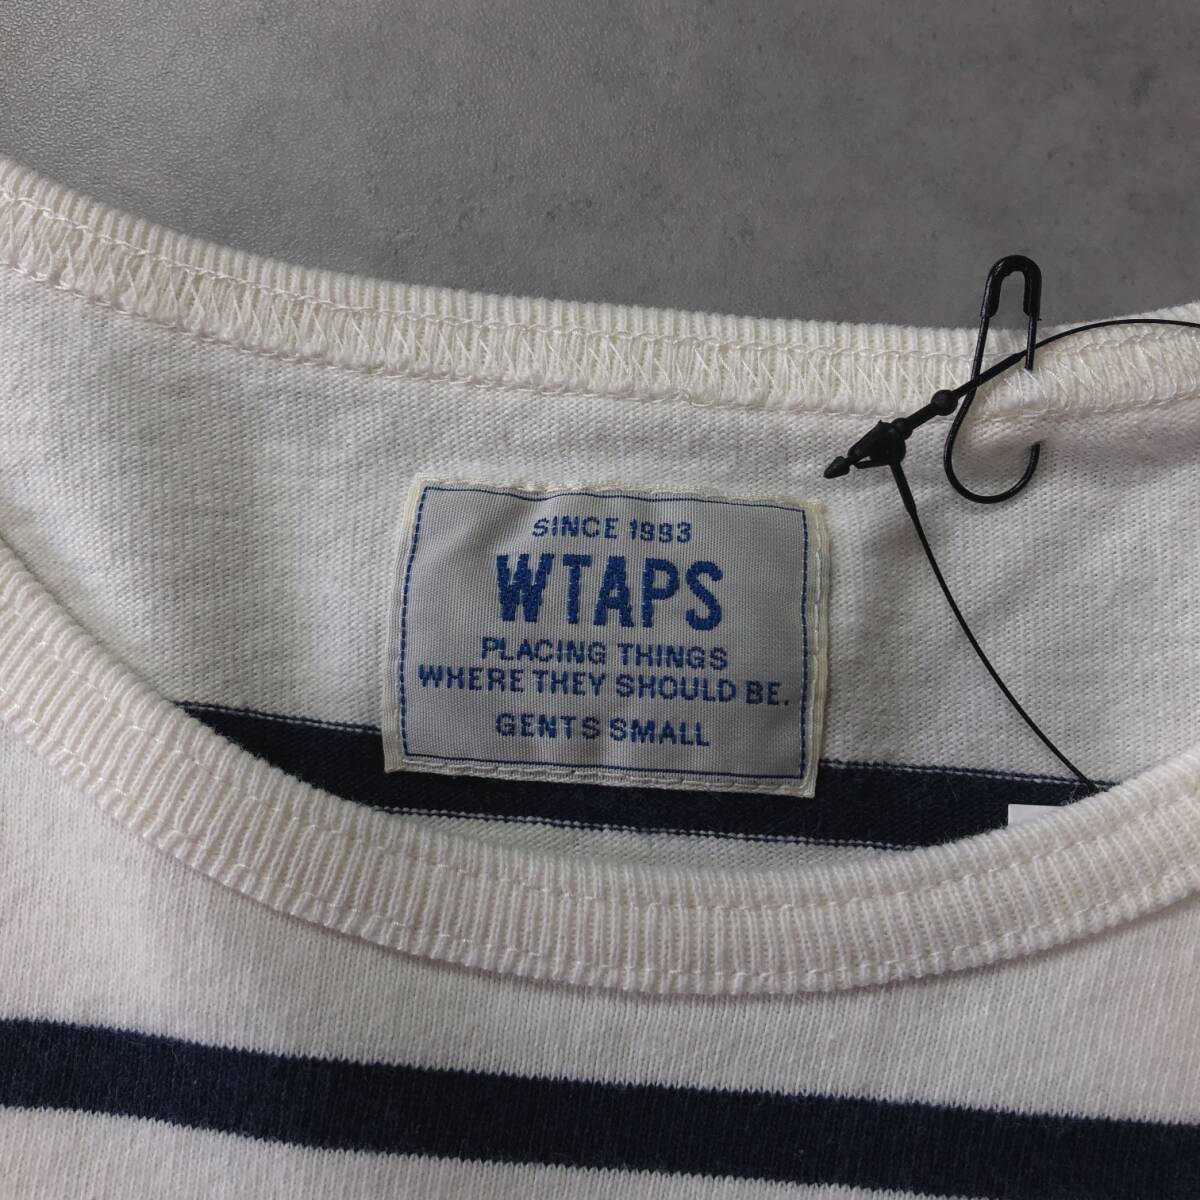 SINCE 1993
WTAPS
PLACING THINGS
WHERE THEY SHOULD BE.
GENTS SMALL